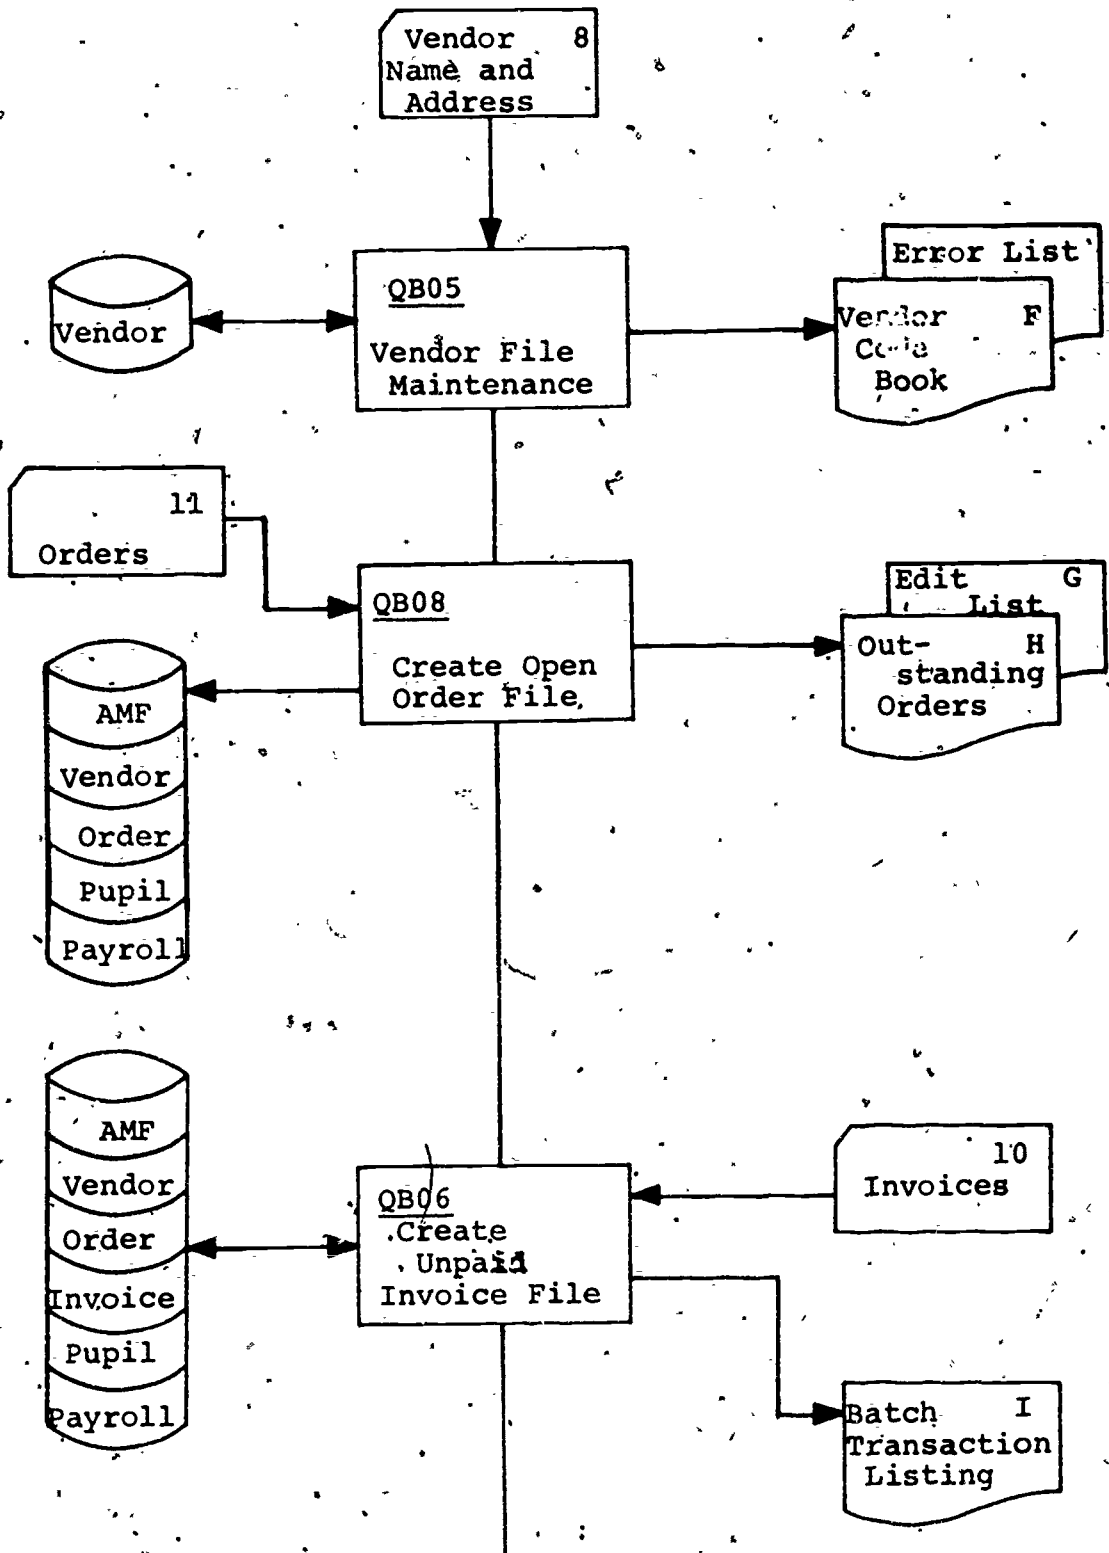 Vendor 8
Name and
Address
Error List
QB05
Vendor File
Maintenance
Vendor
Vendor F
Code
Book
11
Orders
QB08
Create Open
Order File
Edit G
List
Out- H
standing
Orders
AMF
Vendor
Order
Pupil
Payroll
AMF
Vendor
Order
Invoice
Pupil
Payroll
QB06
Create
Unpaid
Invoice File
10
Invoices
Batch I
Transaction
Listing